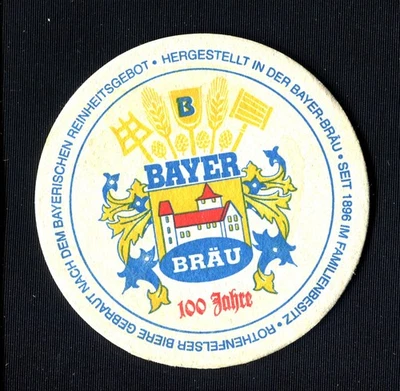 HERGESTELLT IN DER BAYER-BRÄU • SEIT 1896 IM FAMILIENBESITZ • ROTHENFELSER BIERE GEBRAUT NACH DEM BAYERISCHEN REINHEITSGEBOT •
B
BAYER
BRÄU
100 Jahre